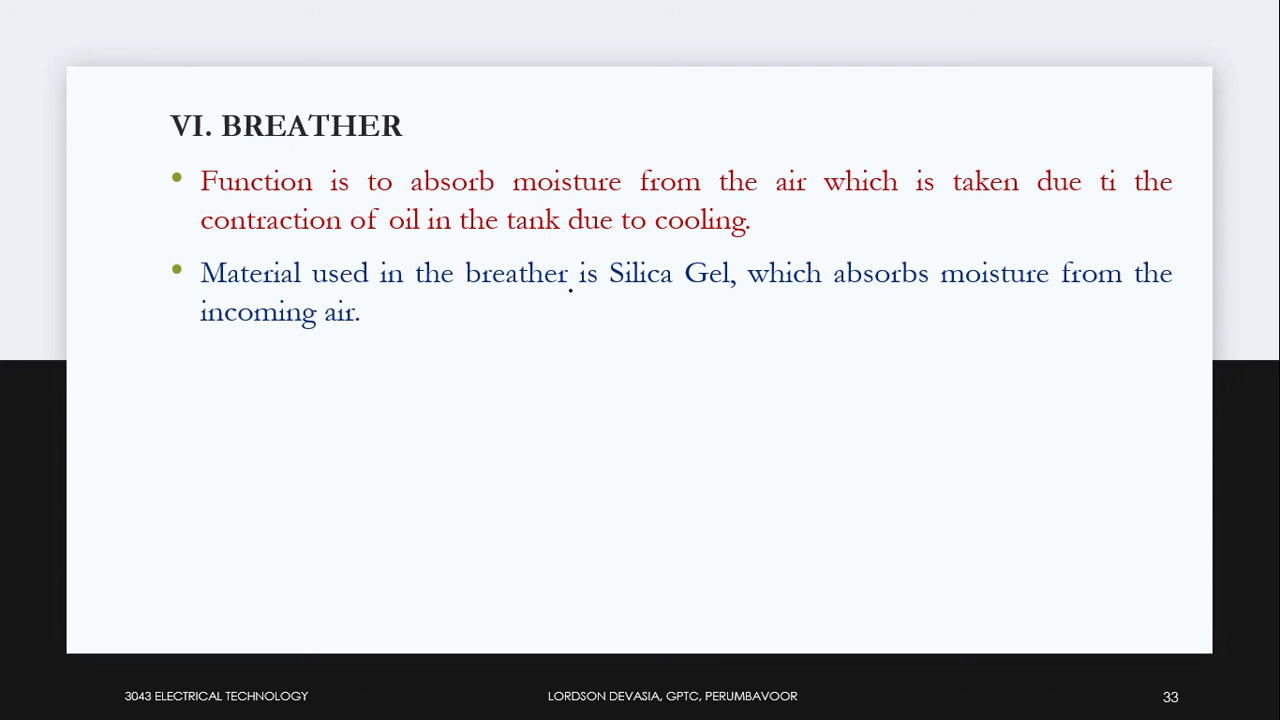 VI. BREATHER
• Function is to absorb moisture from the air which is taken due ti the
contraction of oil in the tank due to cooling.
• Material used in the breather is Silica Gel, which absorbs moisture from the
incoming air.
3043 ELECTRICAL TECHNOLOGY
LORDSON DEVASIA, GPTC, PERUMBAVOOR
33